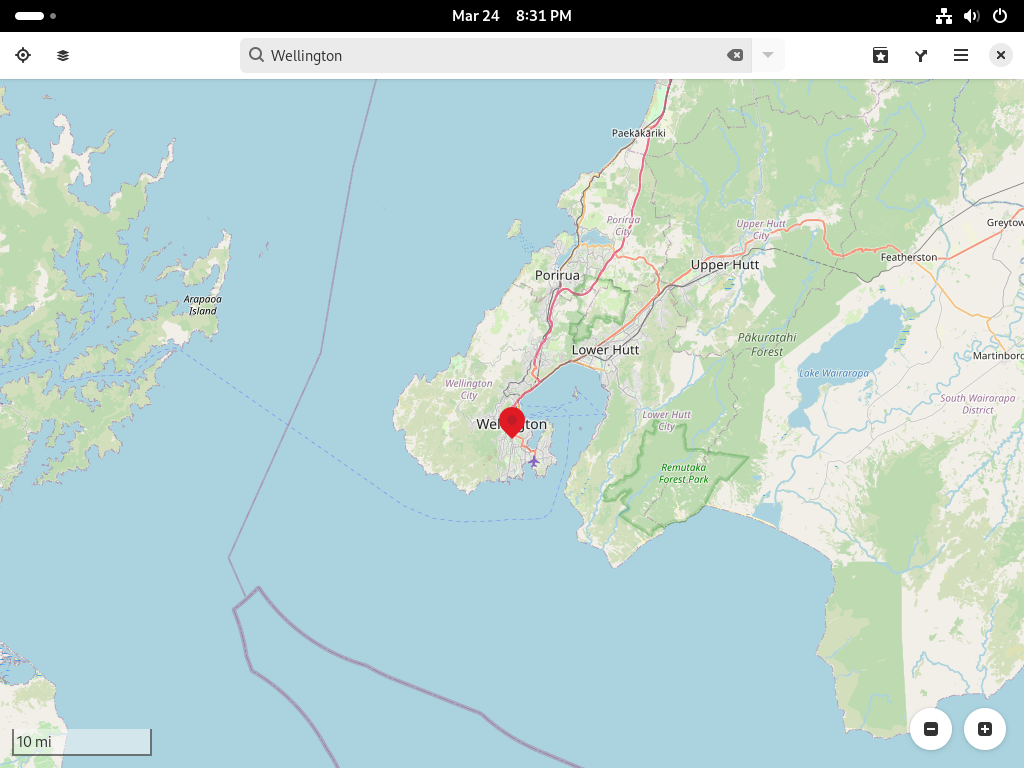 Mar 24 8:31 PM
Wellington
Paekākāriki
Porirua
City
Upper Hutt
City
Greytow
Featherston
Porirua
Upper Hutt
Arapaoa
Island
Pākuratahi
Forest
Lower Hutt
Martinboro
Lake Wairarapa
Wellington
City
South Wairarapa
District
Lower Hutt
City
Remutaka
Forest Park
10 mi